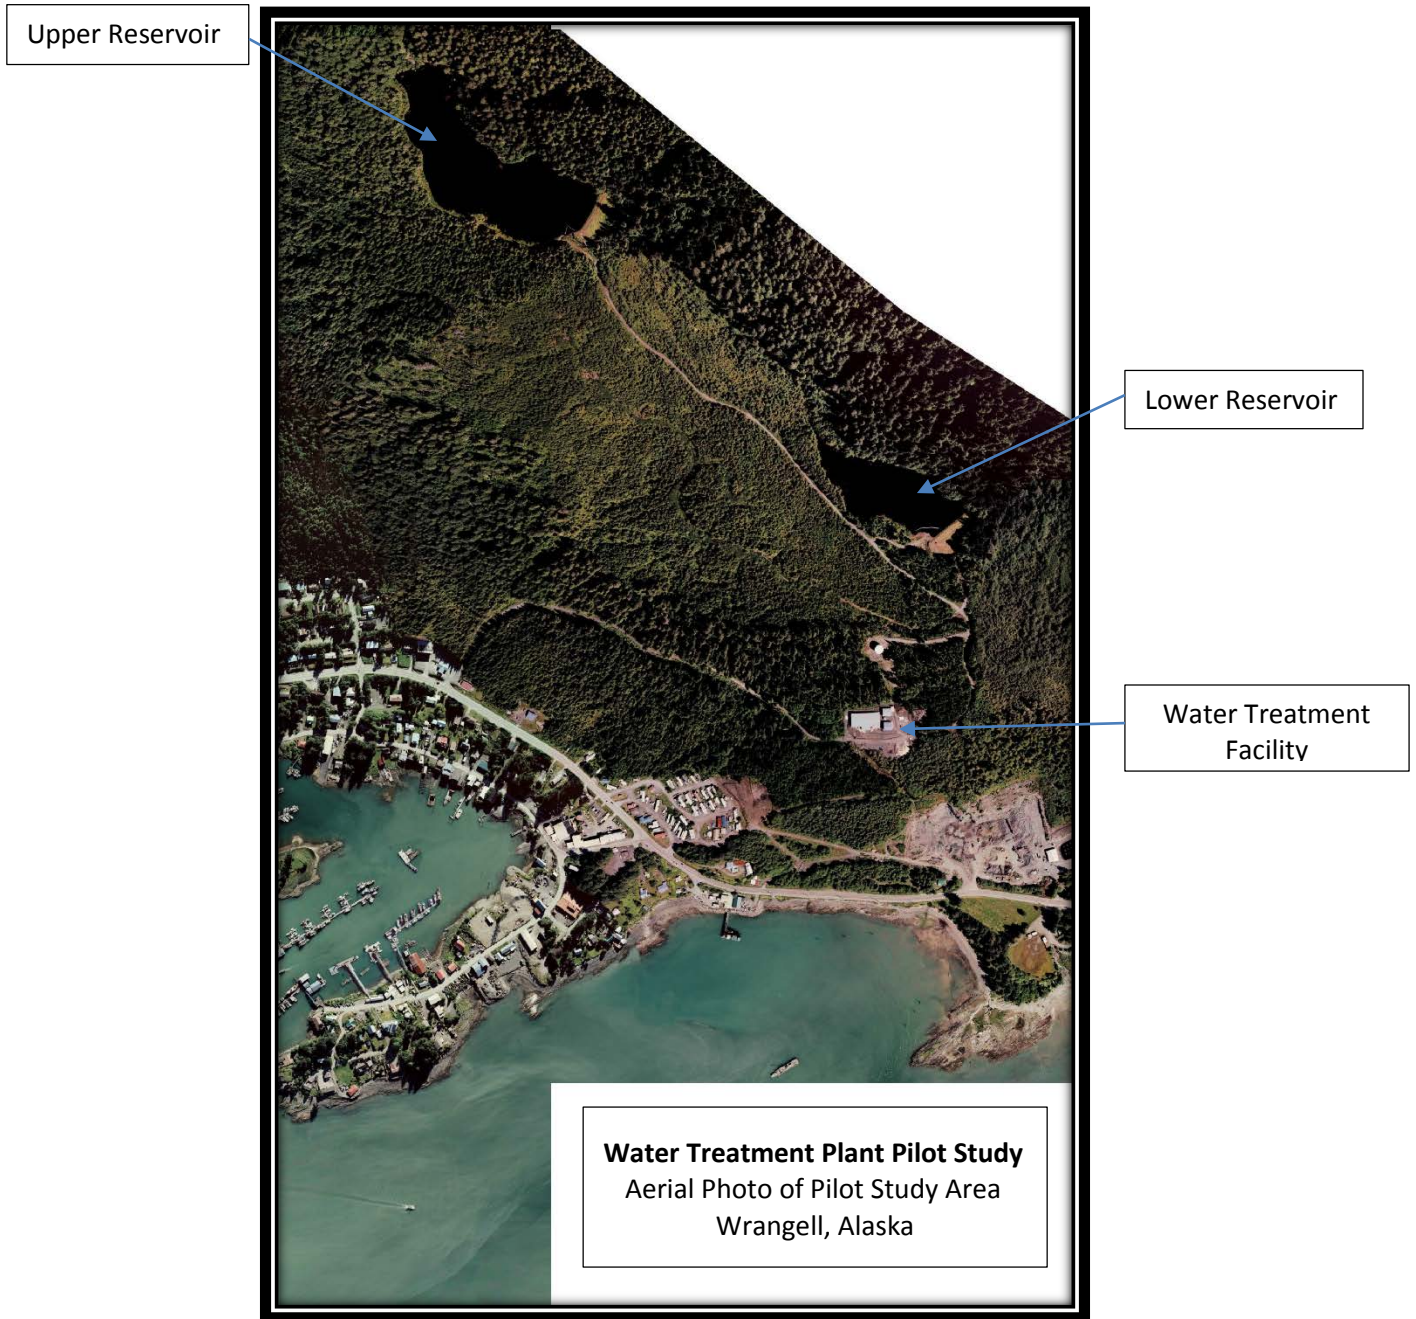 Upper Reservoir
Lower Reservoir
Water Treatment
Facility
Water Treatment Plant Pilot Study
Aerial Photo of Pilot Study Area
Wrangell, Alaska